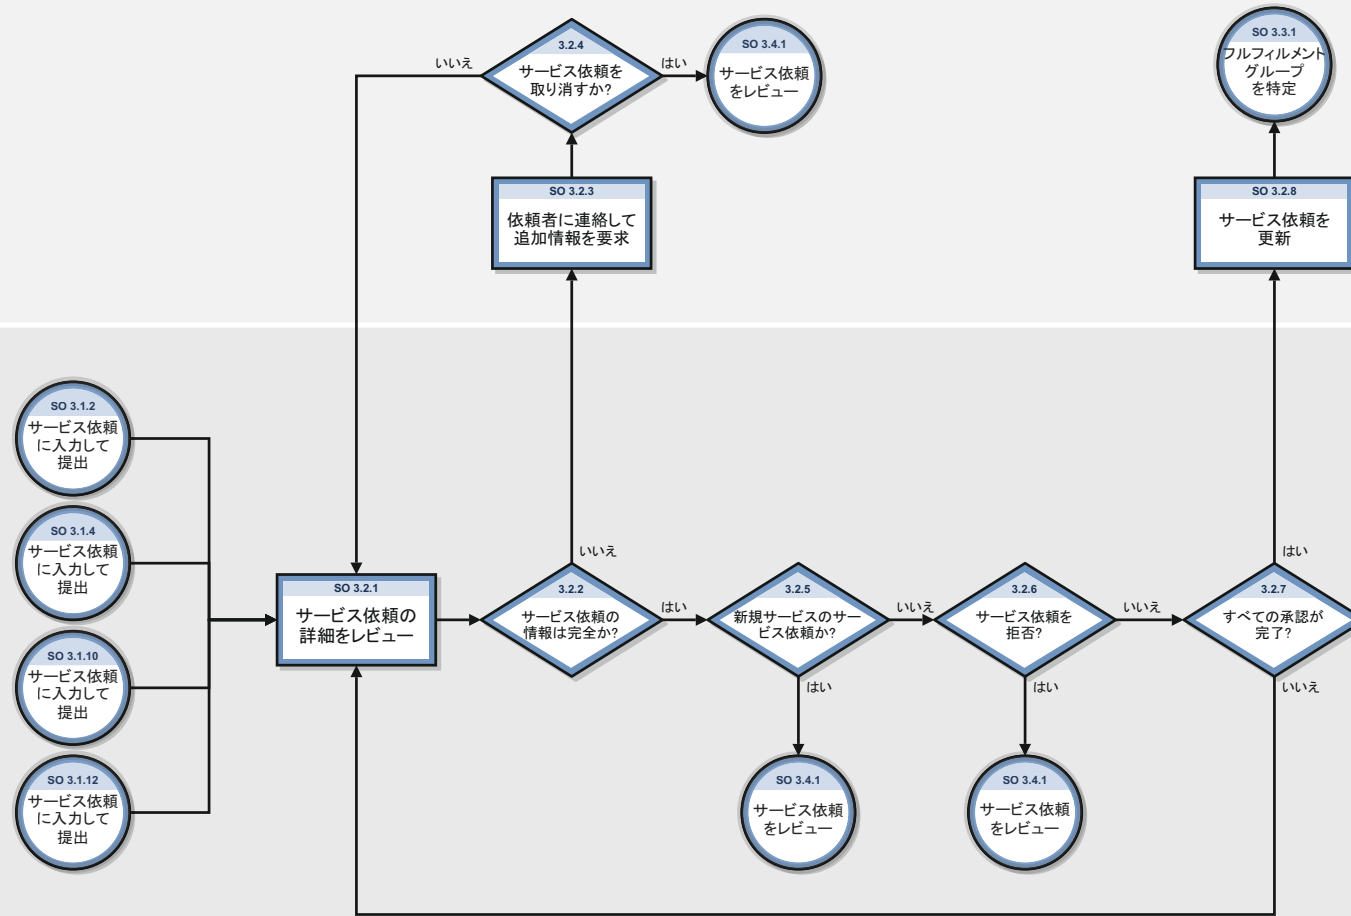 3.2.4
サービス依頼を
取り消すか?
いいえ
はい
SO 3.4.1
サービス依頼
をレビュー
SO 3.3.1
フルフィルメント
グループ
を特定
SO 3.2.3
依頼者に連絡して
追加情報を要求
SO 3.2.8
サービス依頼を
更新
SO 3.1.2
サービス依頼
に入力して
提出
SO 3.1.4
サービス依頼
に入力して
提出
SO 3.1.10
サービス依頼
に入力して
提出
SO 3.1.12
サービス依頼
に入力して
提出
SO 3.2.1
サービス依頼の
詳細をレビュー
いいえ
3.2.2
サービス依頼の
情報は完全か?
はい
3.2.5
新規サービスのサー
ビス依頼か?
いいえ
はい
3.2.6
サービス依頼を
拒否?
いいえ
はい
はい
3.2.7
すべての承認が
完了?
いいえ
SO 3.4.1
サービス依頼
をレビュー
SO 3.4.1
サービス依頼
をレビュー